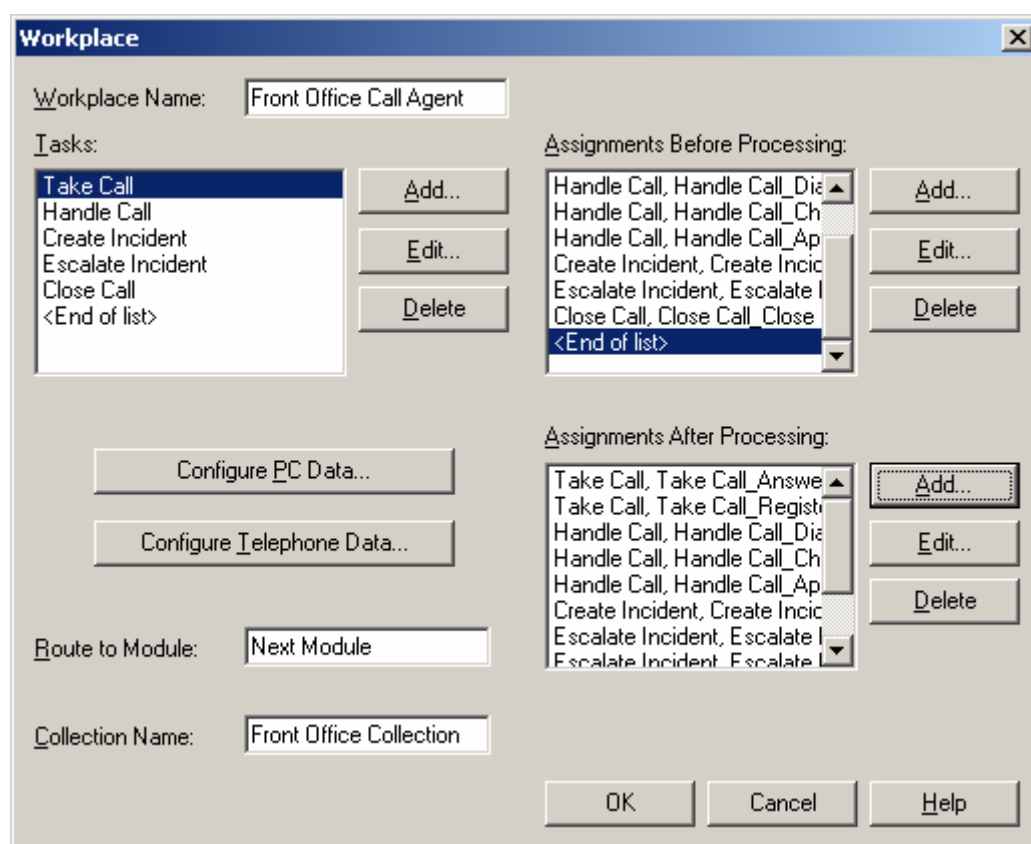 Workplace
Workplace Name: Front Office Call Agent
Tasks:
Take Call
Handle Call
Create Incident
Escalate Incident
Close Call
<End of list>
Add...
Edit...
Delete
Assignments Before Processing:
Handle Call, Handle Call_Dia
Handle Call, Handle Call_Ch
Handle Call, Handle Call_Ap
Create Incident, Create Incid
Escalate Incident, Escalate I
Close Call, Close Call_Close
<End of list>
Add...
Edit...
Delete
Configure PC Data...
Configure Telephone Data...
Assignments After Processing:
Take Call, Take Call_Answe
Take Call, Take Call_Registe
Handle Call, Handle Call_Dia
Handle Call, Handle Call_Ch
Handle Call, Handle Call_Ap
Create Incident, Create Incid
Escalate Incident, Escalate I
Escalate Incident, Escalate I
Add...
Edit...
Delete
Route to Module: Next Module
Collection Name: Front Office Collection
OK
Cancel
Help